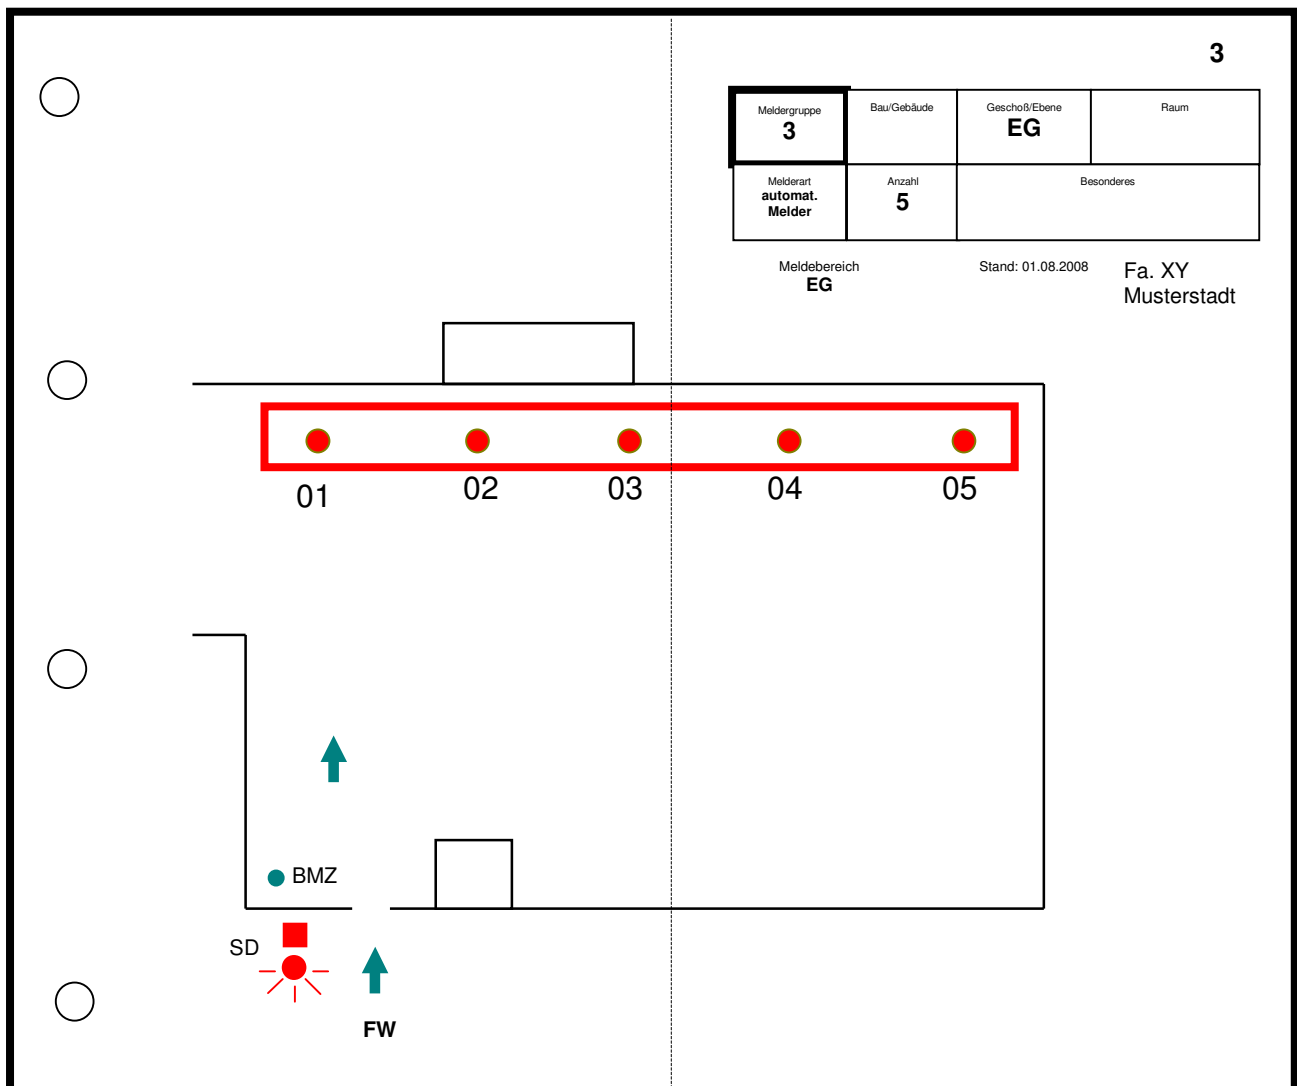 3
Meldergruppe
3
Bau/Gebäude
Geschoß/Ebene
EG
Raum
Melderart
automat.
Melder
Anzahl
5
Besonderes
Meldebereich
EG
Stand: 01.08.2008
Fa. XY
Musterstadt
01
02
03
04
05
BMZ
SD
FW